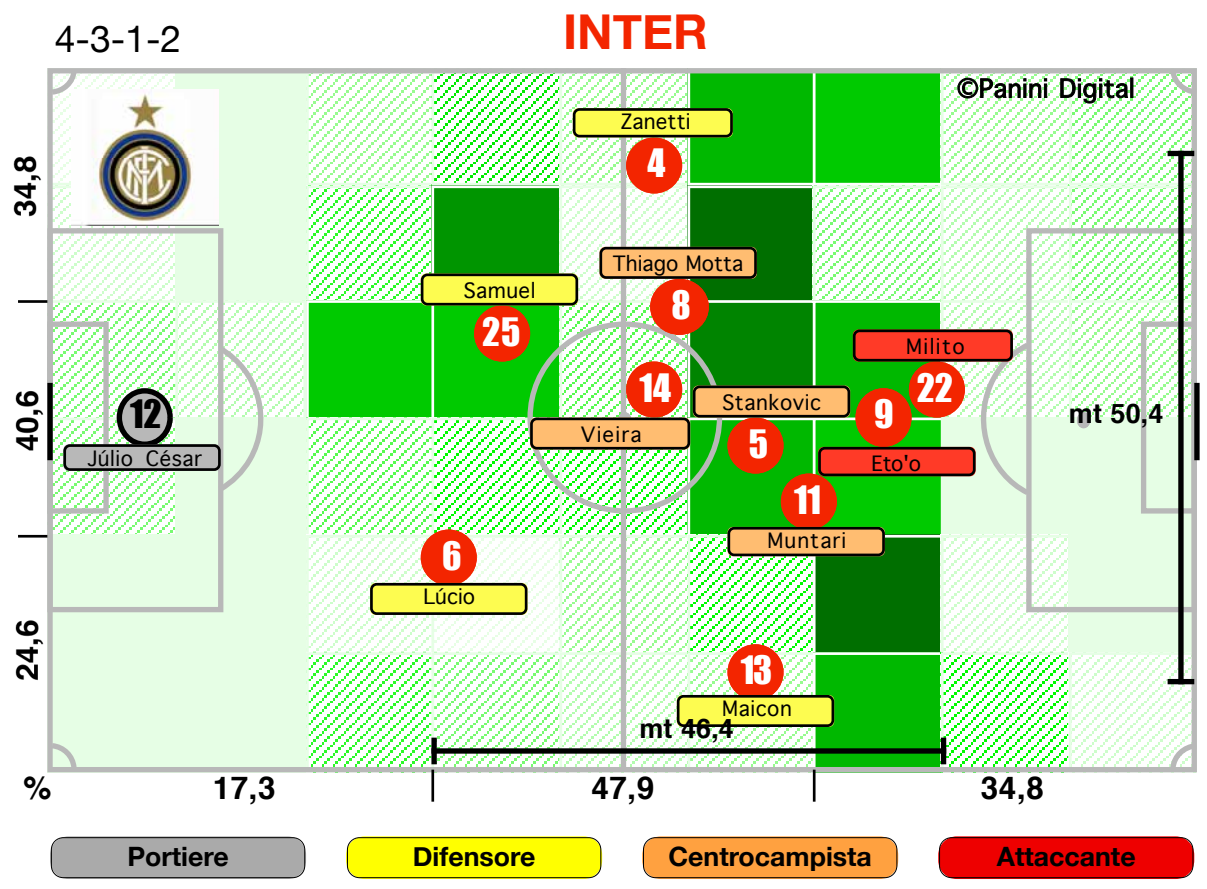 4-3-1-2
INTER
©Panini Digital
34,8
40,6
24,6
Zanetti
4
Thiago Motta
8
Samuel
25
Milito
22
14
Vieira
Stankovic
5
9
Eto'o
mt 50,4
12
Júlio César
11
Muntari
6
Lúcio
13
Maicon
mt 46,4
%
17,3
47,9
34,8
Portiere
Difensore
Centrocampista
Attaccante